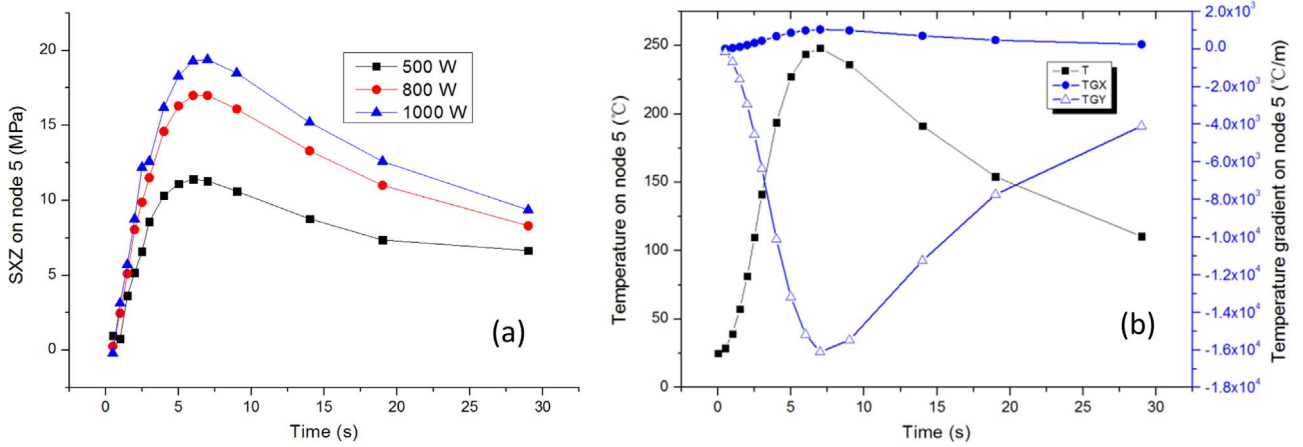 SXZ on node 5 (MPa)
20
15
10
5
0
500 W
800 W
1000 W
(a)
0 5 10 15 20 25 30
Time (s)
Temperature on node 5 (℃)
250
200
150
100
50
0
T
TGX
TGY
(b)
0 5 10 15 20 25 30
Time (s)
2.0x10³
0.0
-2.0x10³
-4.0x10³
-6.0x10³
-8.0x10³
-1.0x10⁴
-1.2x10⁴
-1.4x10⁴
-1.6x10⁴
-1.8x10⁴
Temperature gradient on node 5 (℃/m)